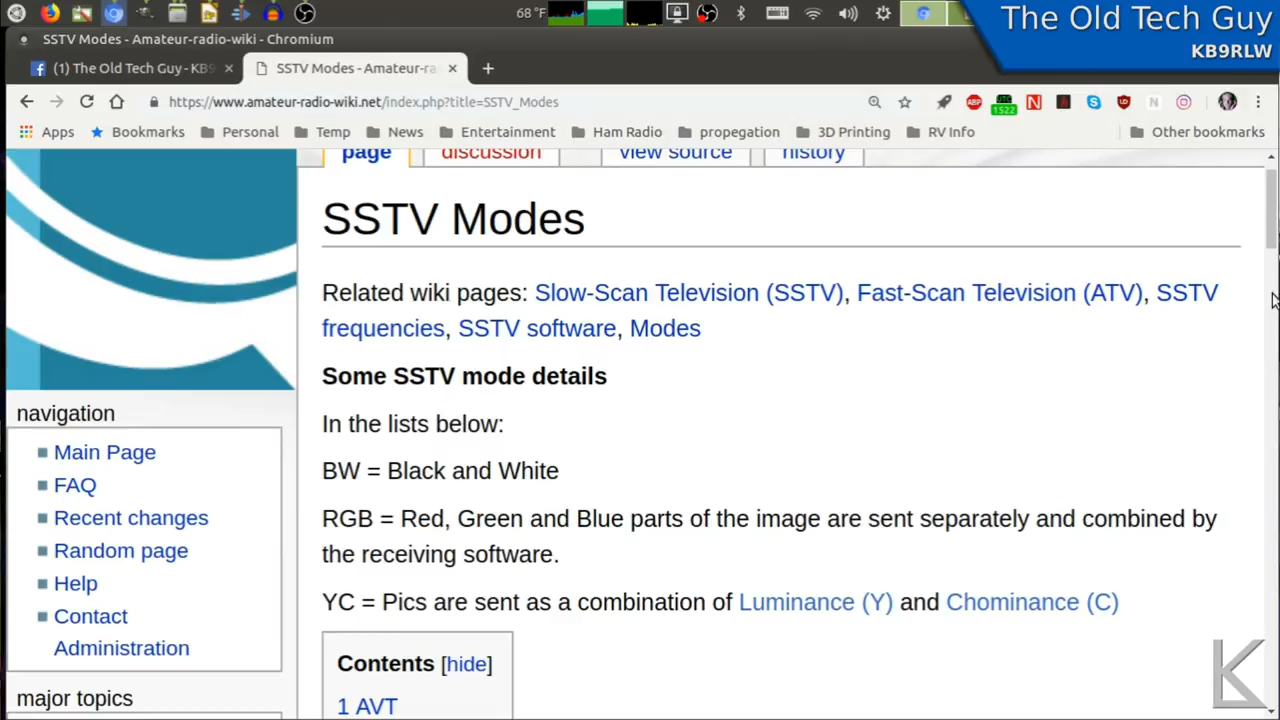 68 °F
The Old Tech Guy
KB9RLW
SSTV Modes - Amateur-radio-wiki - Chromium
(1) The Old Tech Guy - KB9
SSTV Modes - Amateur-ra
https://www.amateur-radio-wiki.net/index.php?title=SSTV_Modes
ABP
1522
Apps Bookmarks Personal Temp News Entertainment Ham Radio propegation 3D Printing RV Info Other bookmarks
page discussion view source history
SSTV Modes
Related wiki pages: Slow-Scan Television (SSTV), Fast-Scan Television (ATV), SSTV
frequencies, SSTV software, Modes
Some SSTV mode details
In the lists below:
BW = Black and White
RGB = Red, Green and Blue parts of the image are sent separately and combined by
the receiving software.
YC = Pics are sent as a combination of Luminance (Y) and Chominance (C)
Contents [hide]
1 AVT
navigation
Main Page
FAQ
Recent changes
Random page
Help
Contact
Administration
major topics
K